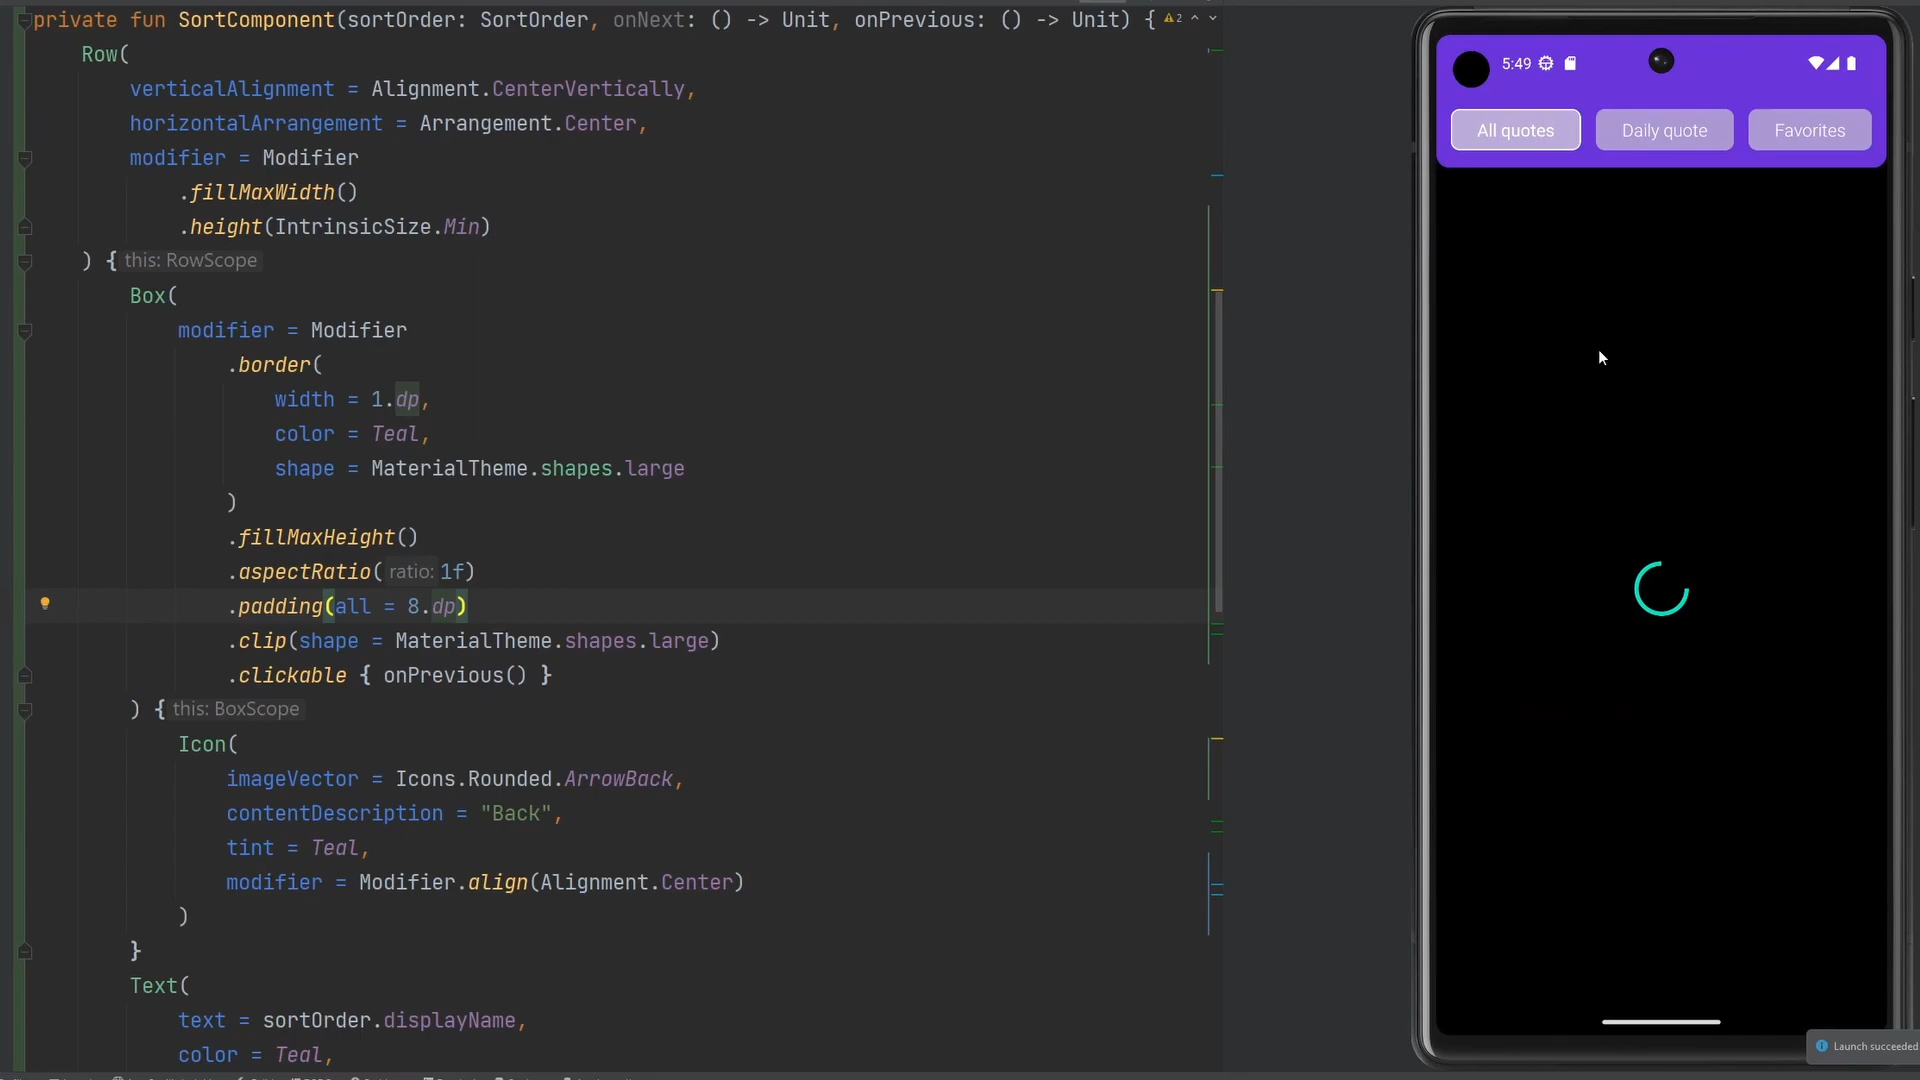 private fun SortComponent(sortOrder: SortOrder, onNext: () -> Unit, onPrevious: () -> Unit) { 2
Row(
verticalAlignment = Alignment.CenterVertically,
horizontalArrangement = Arrangement.Center,
modifier = Modifier
.fillMaxWidth()
.height(IntrinsicSize.Min)
) { this: RowScope
Box(
modifier = Modifier
.border(
width = 1.dp,
color = Teal,
shape = MaterialTheme.shapes.large
)
.fillMaxHeight()
.aspectRatio( ratio: 1f)
.padding(all = 8.dp)
.clip(shape = MaterialTheme.shapes.large)
.clickable { onPrevious() }
) { this: BoxScope
Icon(
imageVector = Icons.Rounded.ArrowBack,
contentDescription = "Back",
tint = Teal,
modifier = Modifier.align(Alignment.Center)
)
}
Text(
text = sortOrder.displayName,
color = Teal,
5:49
All quotes
Daily quote
Favorites
Launch succeeded